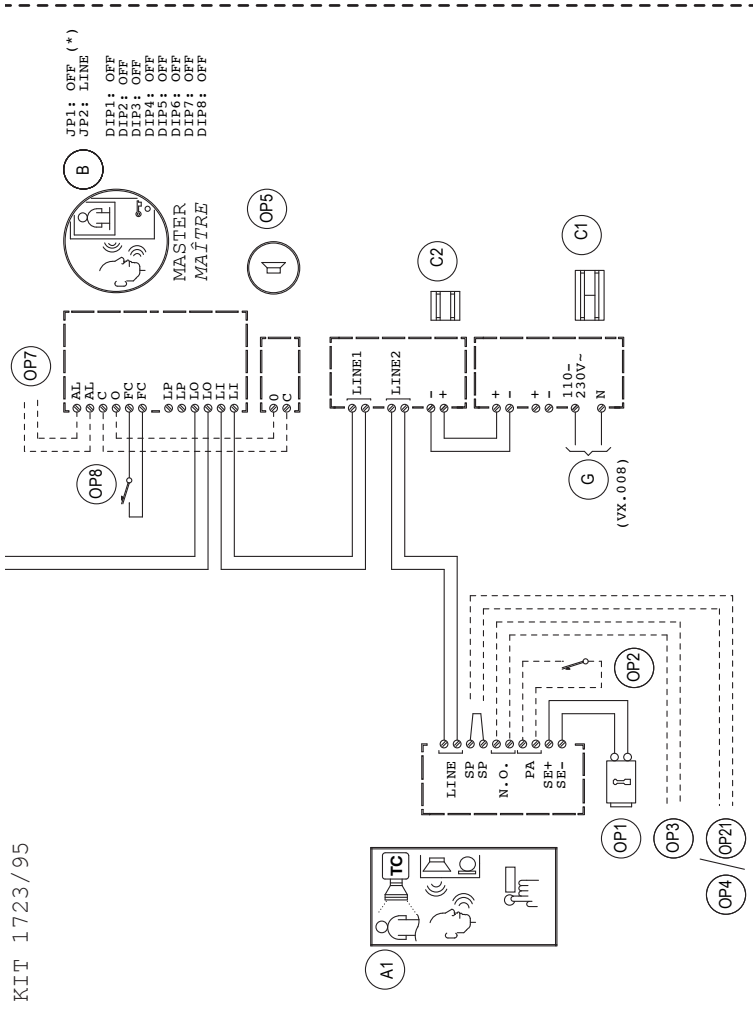 KIT 1723/95
JP1: OFF (*)
JP2: LINE
DIP1: OFF
DIP2: OFF
DIP3: OFF
DIP4: OFF
DIP5: OFF
DIP6: OFF
DIP7: OFF
DIP8: OFF
B
MASTER
MAÎTRE
OP5
OP7
AL
AL
C
O
FC
FC
LP
LP
LO
LO
LI
LI
OP8
0
C
C2
LINE1
LINE2
-
+
C1
+
-
+
-
110-
230V~
N
G
(VX.008)
A1
TC
LINE
SP
SP
N.O.
PA
SE+
SE-
OP2
OP1
OP3
OP4 / OP21